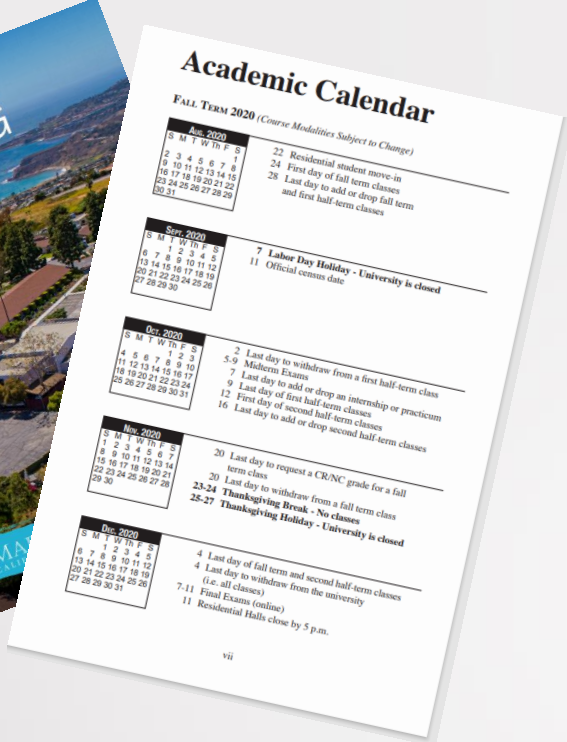 G
MA
Academic Calendar
FALL TERM 2020 (Course Modalities Subject to Change)
AUG. 2020
S M T W Th F S
1
2 3 4 5 6 7 8
9 10 11 12 13 14 15
16 17 18 19 20 21 22
23 24 25 26 27 28 29
30 31
22 Residential student move-in
24 First day of fall term classes
28 Last day to add or drop fall term
and first half-term classes
SEPT. 2020
S M T W Th F S
1 2 3 4 5
6 7 8 9 10 11 12
13 14 15 16 17 18 19
20 21 22 23 24 25 26
27 28 29 30
7 Labor Day Holiday - University is closed
11 Official census date
OCT. 2020
S M T W Th F S
1 2 3
4 5 6 7 8 9 10
11 12 13 14 15 16 17
18 19 20 21 22 23 24
25 26 27 28 29 30 31
2 Last day to withdraw from a first half-term class
5-9 Midterm Exams
7 Last day to add or drop an internship or practicum
9 Last day of first half-term classes
12 First day of second half-term classes
16 Last day to add or drop second half-term classes
NOV. 2020
S M T W Th F S
1 2 3 4 5 6 7
8 9 10 11 12 13 14
15 16 17 18 19 20 21
22 23 24 25 26 27 28
29 30
20 Last day to request a CR/NC grade for a fall
term class
20 Last day to withdraw from a fall term class
23-24 Thanksgiving Break - No classes
25-27 Thanksgiving Holiday - University is closed
DEC. 2020
S M T W Th F S
1 2 3 4 5
6 7 8 9 10 11 12
13 14 15 16 17 18 19
20 21 22 23 24 25 26
27 28 29 30 31
4 Last day of fall term and second half-term classes
4 Last day to withdraw from the university
(i.e. all classes)
7-11 Final Exams (online)
11 Residential Halls close by 5 p.m.
vii